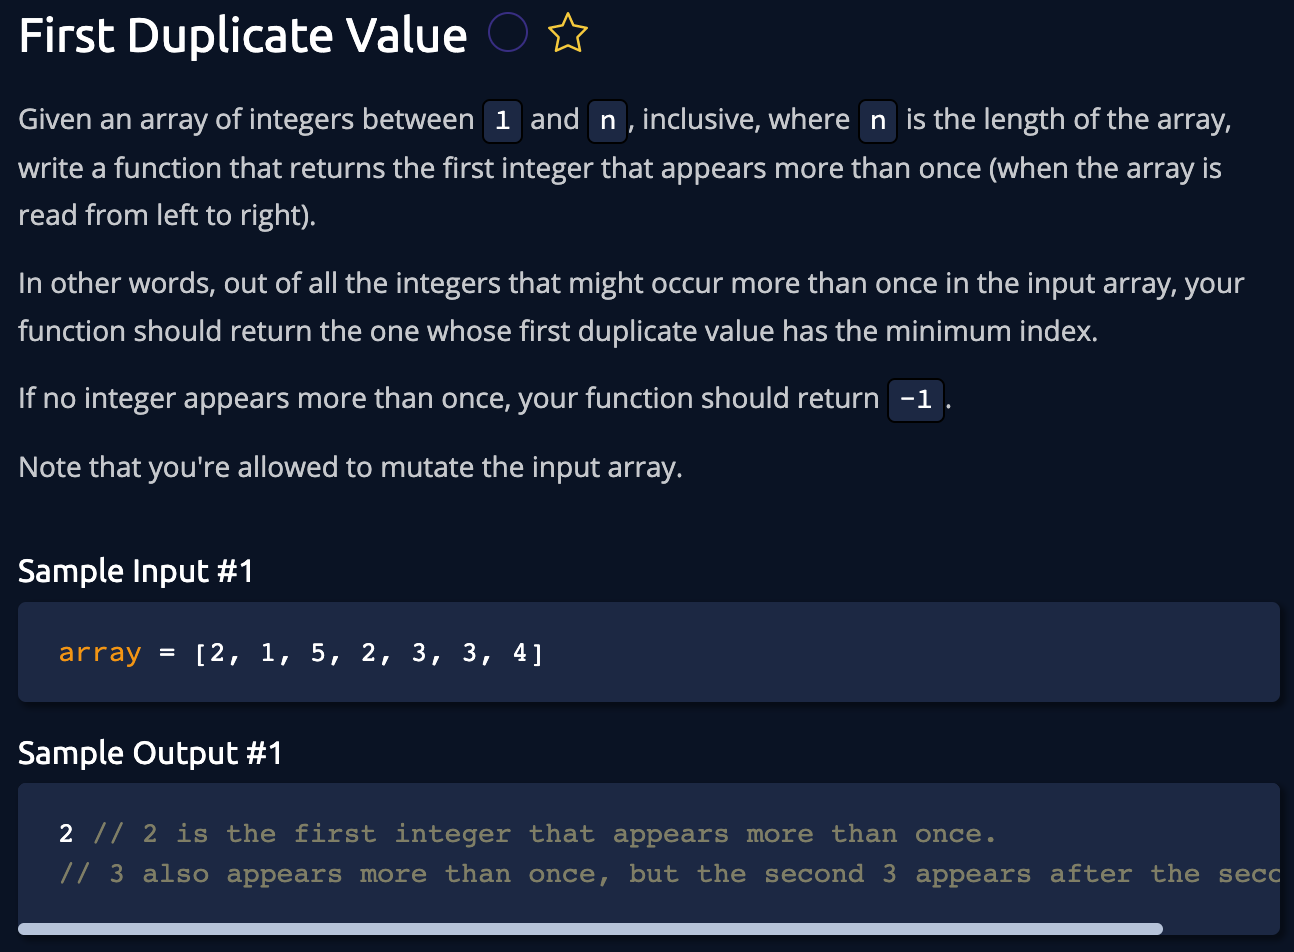 First Duplicate Value
Given an array of integers between 1 and n, inclusive, where n is the length of the array,
write a function that returns the first integer that appears more than once (when the array is
read from left to right).
In other words, out of all the integers that might occur more than once in the input array, your
function should return the one whose first duplicate value has the minimum index.
If no integer appears more than once, your function should return -1.
Note that you're allowed to mutate the input array.
Sample Input #1
array = [2, 1, 5, 2, 3, 3, 4]
Sample Output #1
2 // 2 is the first integer that appears more than once.
// 3 also appears more than once, but the second 3 appears after the